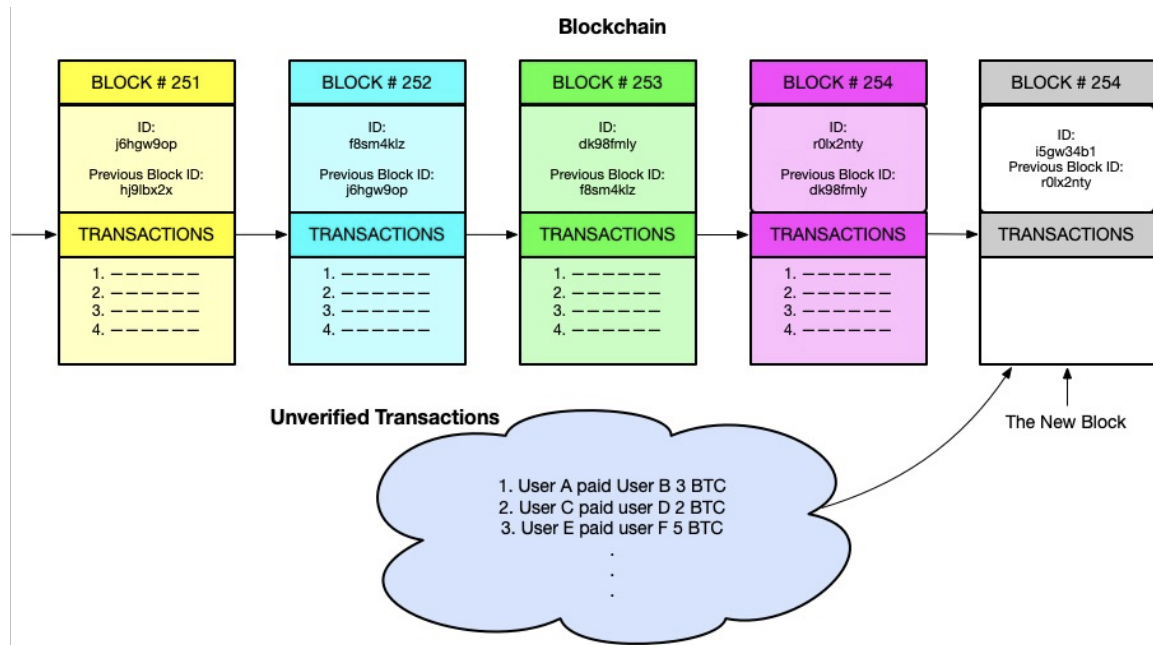 Blockchain
BLOCK # 251
ID:
j6hgw9op
Previous Block ID:
hj9lbx2x
TRANSACTIONS
1. — — — — — —
2. — — — — — —
3. — — — — — —
4. — — — — — —
BLOCK # 252
ID:
f8sm4klz
Previous Block ID:
j6hgw9op
TRANSACTIONS
1. — — — — — —
2. — — — — — —
3. — — — — — —
4. — — — — — —
BLOCK # 253
ID:
dk98fmly
Previous Block ID:
f8sm4klz
TRANSACTIONS
1. — — — — — —
2. — — — — — —
3. — — — — — —
4. — — — — — —
BLOCK # 254
ID:
r0lx2nty
Previous Block ID:
dk98fmly
TRANSACTIONS
1. — — — — — —
2. — — — — — —
3. — — — — — —
4. — — — — — —
BLOCK # 254
ID:
i5gw34b1
Previous Block ID:
r0lx2nty
TRANSACTIONS
The New Block
Unverified Transactions
1. User A paid User B 3 BTC
2. User C paid user D 2 BTC
3. User E paid user F 5 BTC
.
.
.